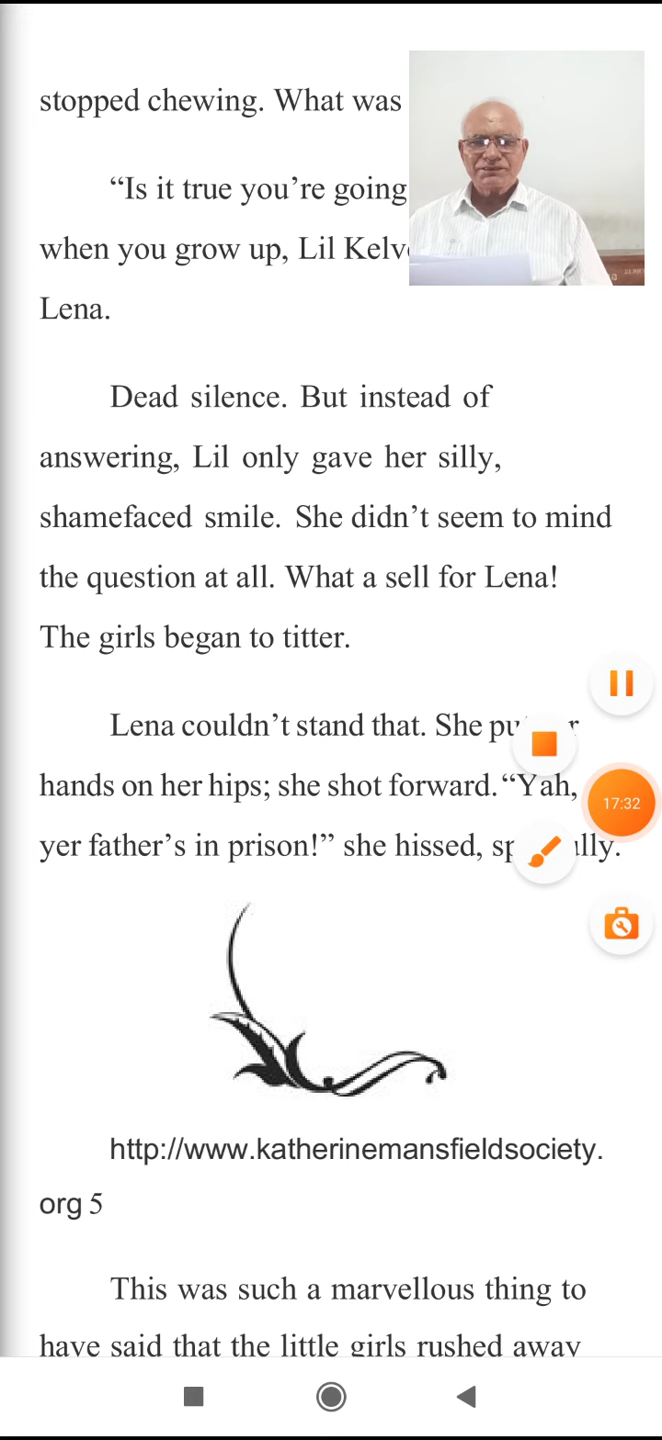 stopped chewing. What was
“Is it true you’re going
when you grow up, Lil
Lena.
Dead silence. But instead of
answering, Lil only gave her silly,
shamefaced smile. She didn’t seem to mind
the question at all. What a sell for Lena!
The girls began to titter.
Lena couldn’t stand that. She
hands on her hips; she shot forward. “Yah,
17:32
yer father’s in prison!” she hissed,
http://www.katherinemansfieldsociety.
org 5
This was such a marvellous thing to
have said that the little girls rushed away